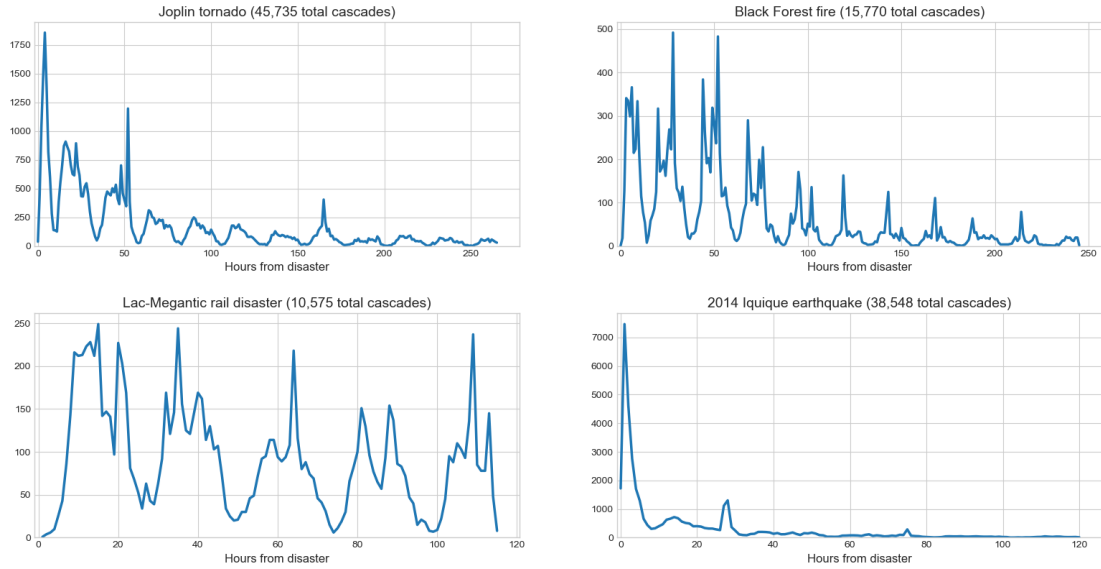 Joplin tornado (45,735 total cascades)
1750
1500
1250
1000
750
500
250
0
0 50 100 150 200 250
Hours from disaster
Black Forest fire (15,770 total cascades)
500
400
300
200
100
0
0 50 100 150 200 250
Hours from disaster
Lac-Megantic rail disaster (10,575 total cascades)
250
200
150
100
50
0
0 20 40 60 80 100 120
Hours from disaster
2014 Iquique earthquake (38,548 total cascades)
7000
6000
5000
4000
3000
2000
1000
0
0 20 40 60 80 100 120
Hours from disaster